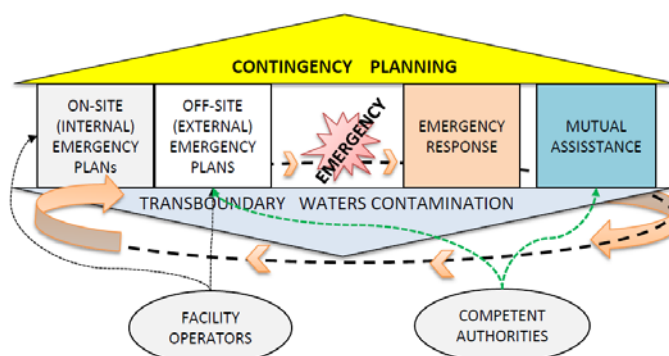 CONTINGENCY PLANNING
ON-SITE
(INTERNAL)
EMERGENCY
PLANs
OFF-SITE
(EXTERNAL)
EMERGENCY
PLANS
EMERGENCY
EMERGENCY
RESPONSE
MUTUAL
ASSISSTANCE
TRANSBOUNDARY WATERS CONTAMINATION
FACILITY
OPERATORS
COMPETENT
AUTHORITIES